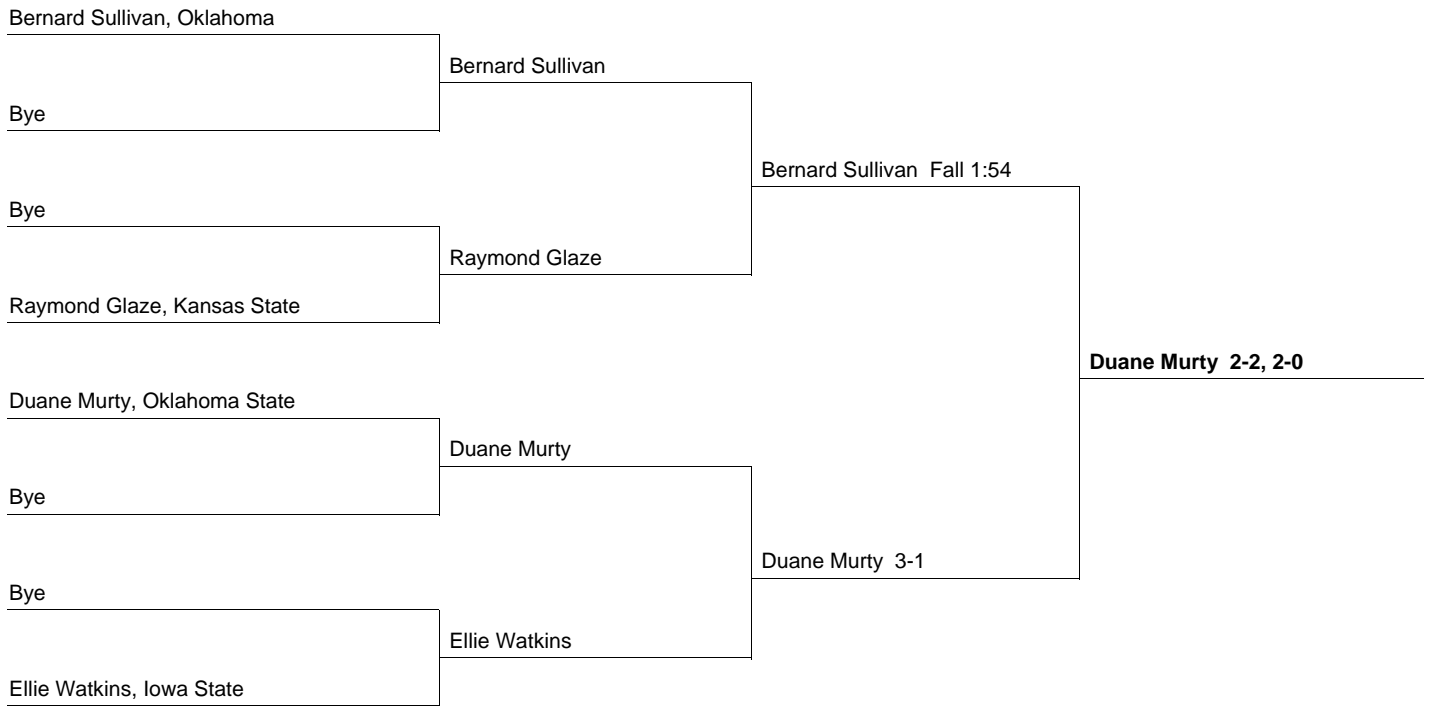 Bernard Sullivan, Oklahoma
Bernard Sullivan
Bye
Bernard Sullivan  Fall 1:54
Bye
Raymond Glaze
Raymond Glaze, Kansas State
Duane Murty  2-2, 2-0
Duane Murty, Oklahoma State
Duane Murty
Bye
Duane Murty  3-1
Bye
Ellie Watkins
Ellie Watkins, Iowa State